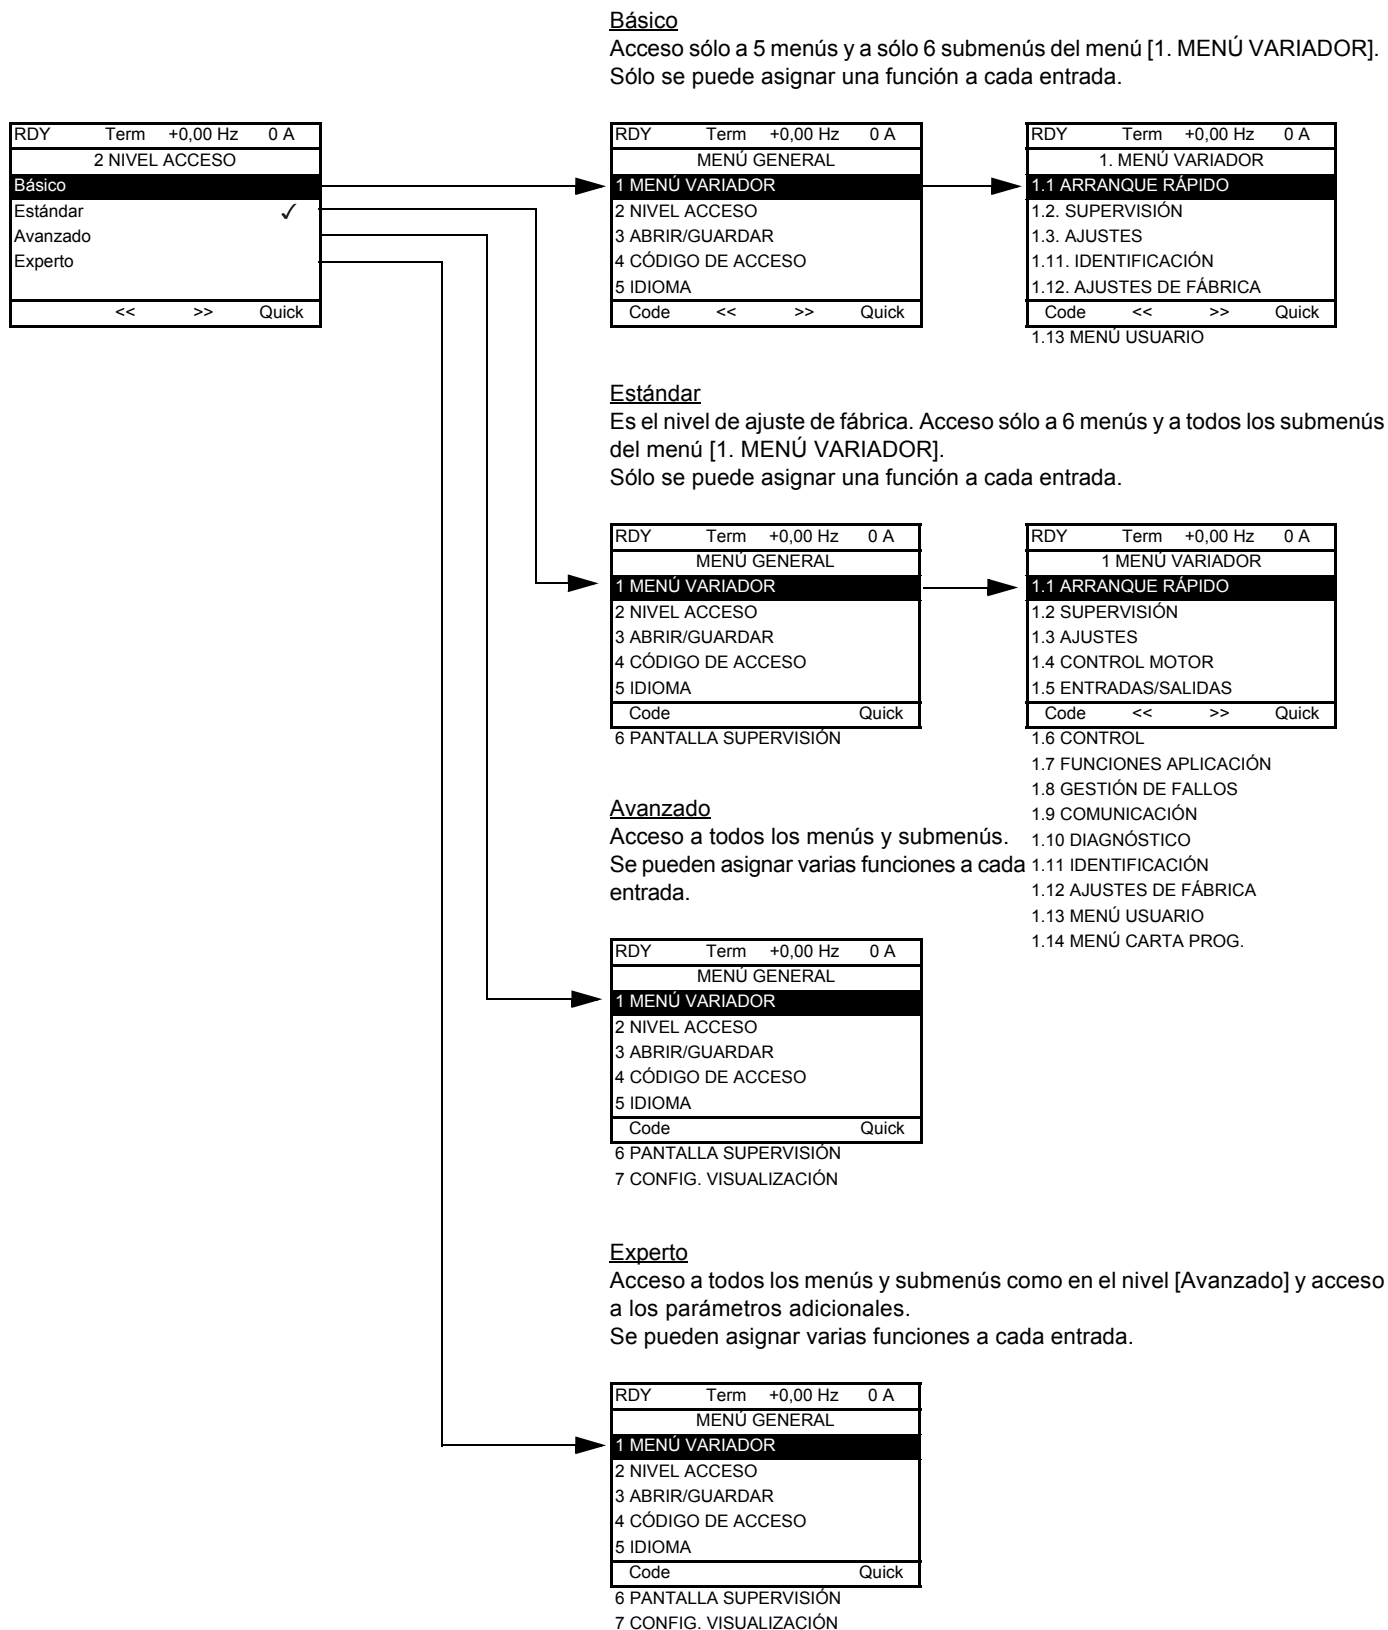 Básico
Acceso sólo a 5 menús y a sólo 6 submenús del menú [1. MENÚ VARIADOR].
Sólo se puede asignar una función a cada entrada.
RDY Term +0,00 Hz 0 A
2 NIVEL ACCESO
Básico
Estándar ✓
Avanzado
Experto
<< >> Quick
RDY Term +0,00 Hz 0 A
MENÚ GENERAL
1 MENÚ VARIADOR
2 NIVEL ACCESO
3 ABRIR/GUARDAR
4 CÓDIGO DE ACCESO
5 IDIOMA
Code << >> Quick
RDY Term +0,00 Hz 0 A
1. MENÚ VARIADOR
1.1 ARRANQUE RÁPIDO
1.2. SUPERVISIÓN
1.3. AJUSTES
1.11. IDENTIFICACIÓN
1.12. AJUSTES DE FÁBRICA
Code << >> Quick
1.13 MENÚ USUARIO
Estándar
Es el nivel de ajuste de fábrica. Acceso sólo a 6 menús y a todos los submenús
del menú [1. MENÚ VARIADOR].
Sólo se puede asignar una función a cada entrada.
RDY Term +0,00 Hz 0 A
MENÚ GENERAL
1 MENÚ VARIADOR
2 NIVEL ACCESO
3 ABRIR/GUARDAR
4 CÓDIGO DE ACCESO
5 IDIOMA
Code Quick
6 PANTALLA SUPERVISIÓN
RDY Term +0,00 Hz 0 A
1 MENÚ VARIADOR
1.1 ARRANQUE RÁPIDO
1.2 SUPERVISIÓN
1.3 AJUSTES
1.4 CONTROL MOTOR
1.5 ENTRADAS/SALIDAS
Code << >> Quick
1.6 CONTROL
1.7 FUNCIONES APLICACIÓN
1.8 GESTIÓN DE FALLOS
1.9 COMUNICACIÓN
1.10 DIAGNÓSTICO
1.11 IDENTIFICACIÓN
1.12 AJUSTES DE FÁBRICA
1.13 MENÚ USUARIO
1.14 MENÚ CARTA PROG.
Avanzado
Acceso a todos los menús y submenús.
Se pueden asignar varias funciones a cada
entrada.
RDY Term +0,00 Hz 0 A
MENÚ GENERAL
1 MENÚ VARIADOR
2 NIVEL ACCESO
3 ABRIR/GUARDAR
4 CÓDIGO DE ACCESO
5 IDIOMA
Code Quick
6 PANTALLA SUPERVISIÓN
7 CONFIG. VISUALIZACIÓN
Experto
Acceso a todos los menús y submenús como en el nivel [Avanzado] y acceso
a los parámetros adicionales.
Se pueden asignar varias funciones a cada entrada.
RDY Term +0,00 Hz 0 A
MENÚ GENERAL
1 MENÚ VARIADOR
2 NIVEL ACCESO
3 ABRIR/GUARDAR
4 CÓDIGO DE ACCESO
5 IDIOMA
Code Quick
6 PANTALLA SUPERVISIÓN
7 CONFIG. VISUALIZACIÓN